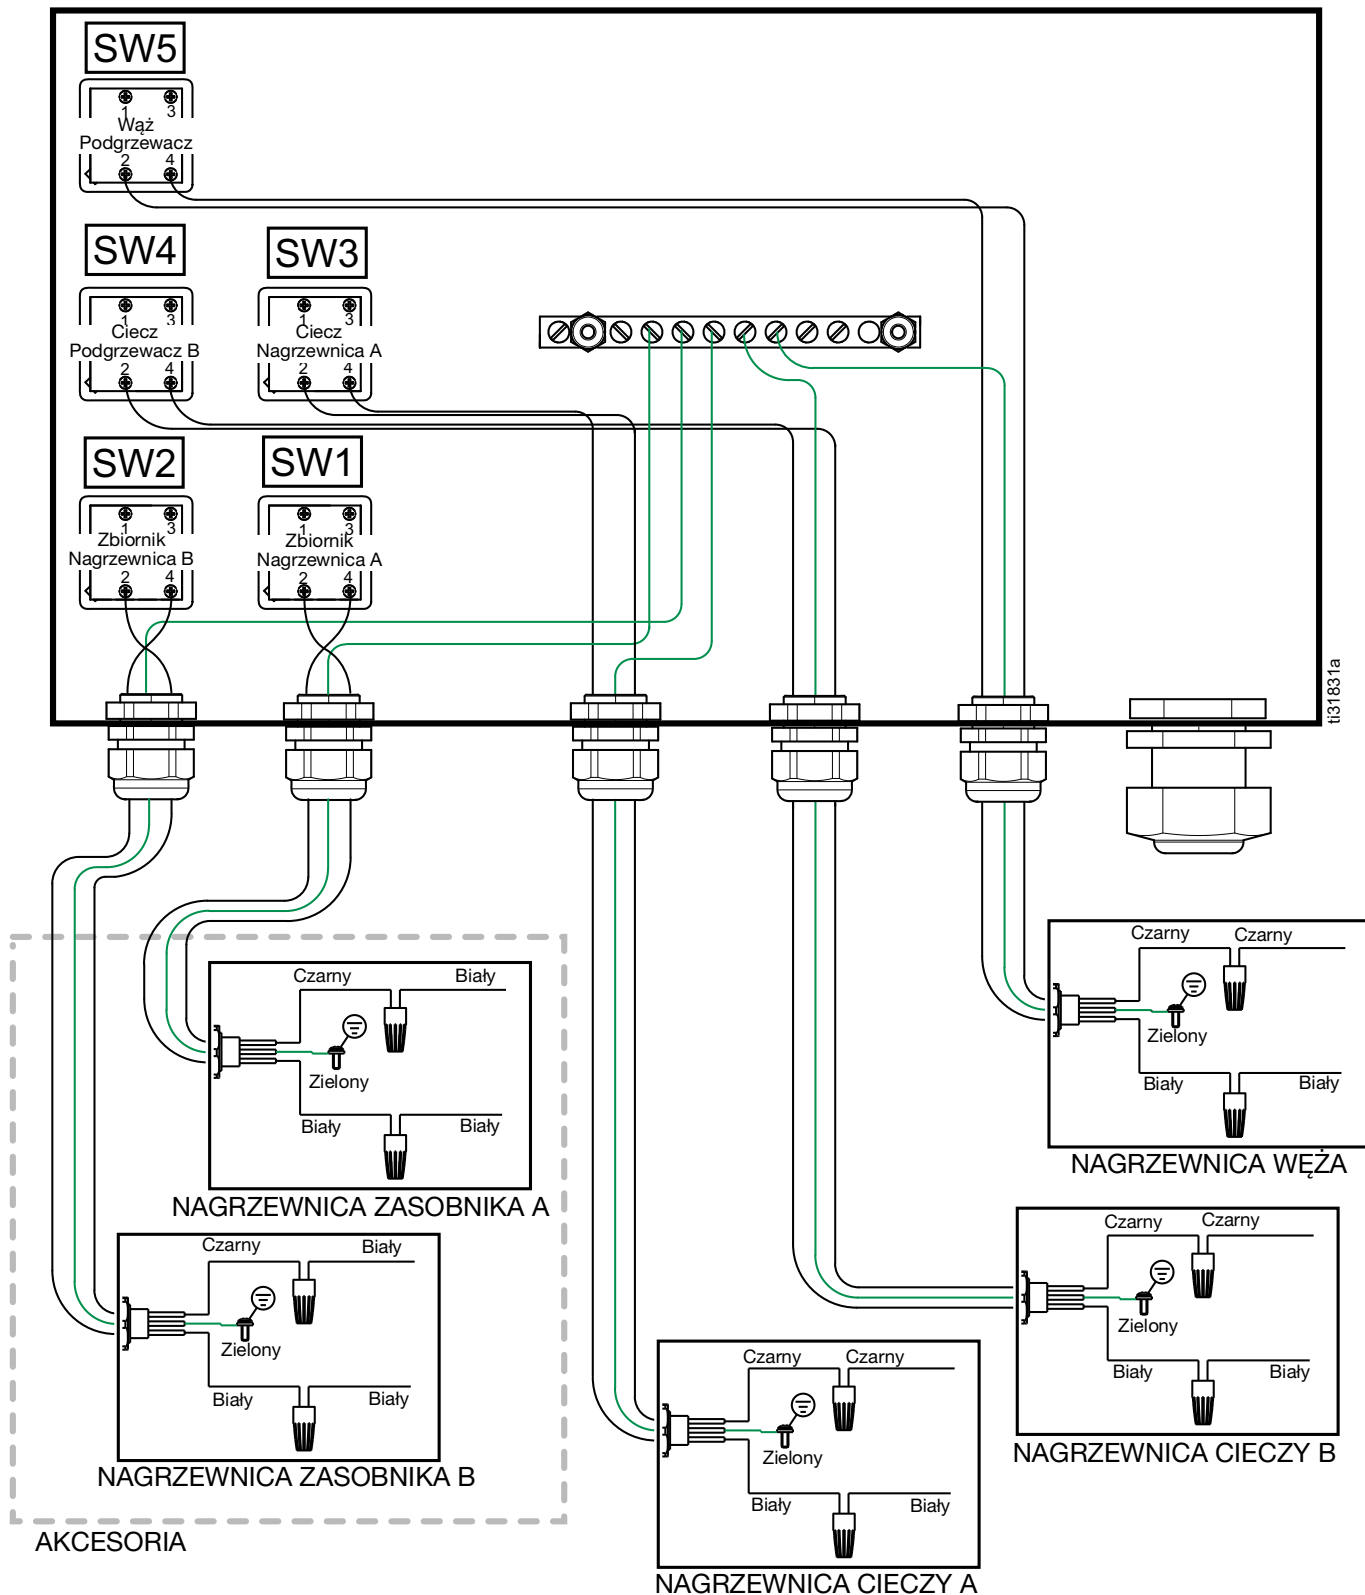 SW5
1 3
Wąż
Podgrzewacz
2 4
SW4
1 3
Ciecz
Podgrzewacz B
2 4
SW3
1 3
Ciecz
Nagrzewnica A
2 4
SW2
1 3
Zbiornik
Nagrzewnica B
2 4
SW1
1 3
Zbiornik
Nagrzewnica A
2 4
ti31831a
Czarny Czarny
Zielony
Biały Biały
NAGRZEWNICA WĘŻA
Czarny Biały
Zielony
Biały Biały
NAGRZEWNICA ZASOBNIKA A
Czarny Czarny
Zielony
Biały Biały
NAGRZEWNICA CIECZY B
Czarny Biały
Zielony
Biały Biały
NAGRZEWNICA ZASOBNIKA B
AKCESORIA
Czarny Czarny
Zielony
Biały Biały
NAGRZEWNICA CIECZY A